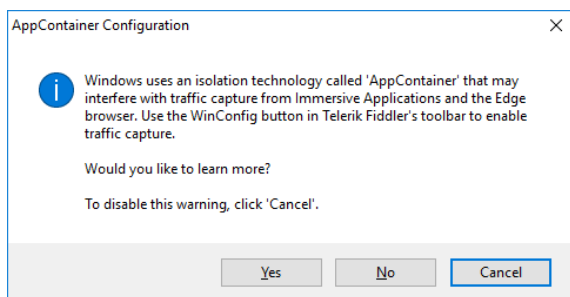 AppContainer Configuration
Windows uses an isolation technology called 'AppContainer' that may
interfere with traffic capture from Immersive Applications and the Edge
browser. Use the WinConfig button in Telerik Fiddler's toolbar to enable
traffic capture.
Would you like to learn more?
To disable this warning, click 'Cancel'.
Yes
No
Cancel